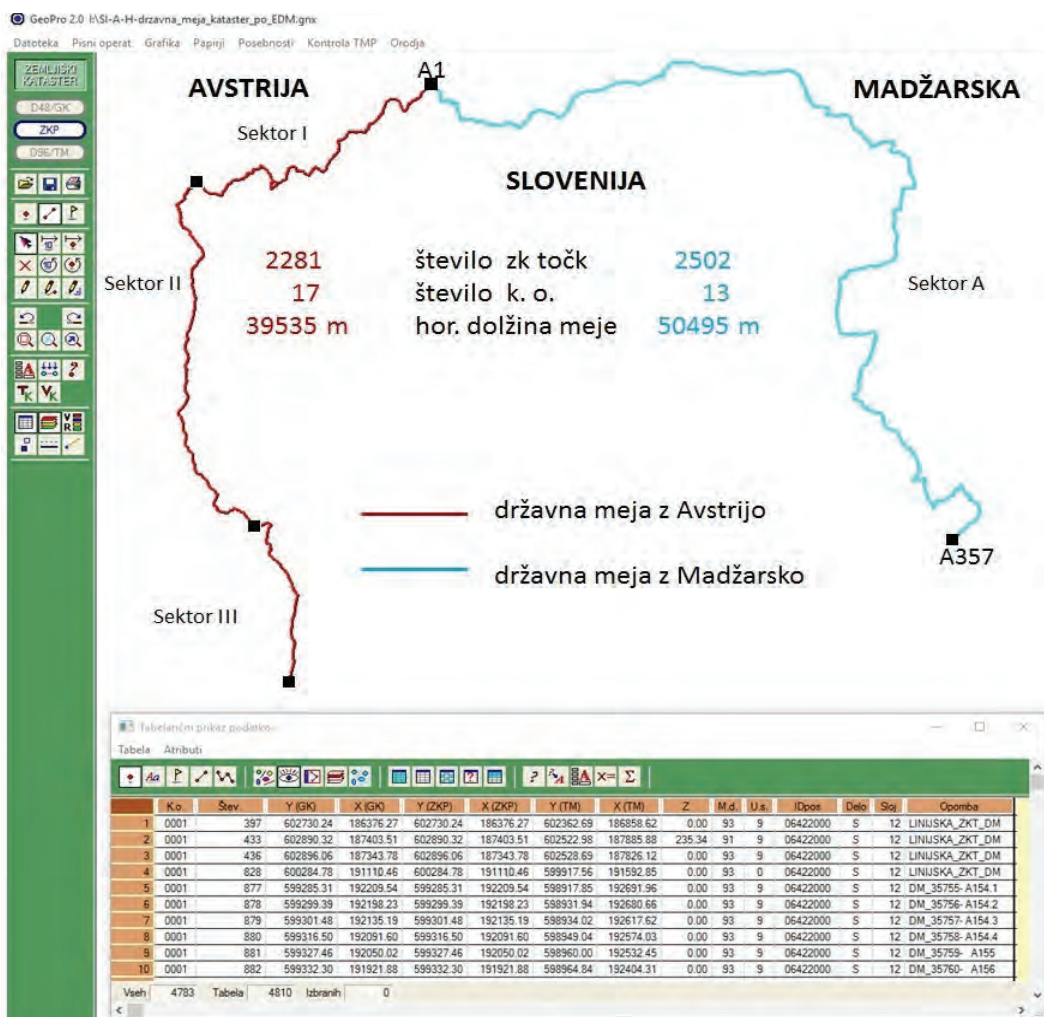 GeoPro 2.0 I:\SI-A-H-drzavna_meja_kataster_po_EDM.gnx
Datoteka Pisni operat Grafika Papirji Posebnosti Kontrola TMP Orodja
ZEMLJIŠKI
KATASTER
D48/GK
ZKP
D96/TM
AVSTRIJA
A1
MADŽARSKA
Sektor I
SLOVENIJA
Sektor II
2281 število zk točk 2502
Sektor A
17 število k. o. 13
39535 m hor. dolžina meje 50495 m
državna meja z Avstrijo
A357
državna meja z Madžarsko
Sektor III
Tabelarični prikaz podatkov
Tabela Atributi
K.o. Štev. Y (GK) X (GK) Y (ZKP) X (ZKP) Y (TM) X (TM) Z M.d. U.s. IDpos Delo Sloj Opomba
1 0001 397 602730.24 186376.27 602730.24 186376.27 602362.69 186858.62 0.00 93 9 06422000 S 12 LINIJSKA_ZKT_DM
2 0001 433 602890.32 187403.51 602890.32 187403.51 602522.98 187885.88 235.34 91 9 06422000 S 12 LINIJSKA_ZKT_DM
3 0001 436 602896.06 187343.78 602896.06 187343.78 602528.69 187826.12 0.00 93 9 06422000 S 12 LINIJSKA_ZKT_DM
4 0001 828 600284.78 191110.46 600284.78 191110.46 599917.56 191592.85 0.00 93 0 06422000 S 12 LINIJSKA_ZKT_DM
5 0001 877 599285.31 192209.54 599285.31 192209.54 598917.85 192691.96 0.00 93 9 06422000 S 12 DM_35755- A154.1
6 0001 878 599299.39 192198.23 599299.39 192198.23 598931.94 192680.66 0.00 93 9 06422000 S 12 DM_35756- A154.2
7 0001 879 599301.48 192135.19 599301.48 192135.19 598934.02 192617.62 0.00 93 9 06422000 S 12 DM_35757- A154.3
8 0001 880 599316.50 192091.60 599316.50 192091.60 598949.04 192574.03 0.00 93 9 06422000 S 12 DM_35758- A154.4
9 0001 881 599327.46 192050.02 599327.46 192050.02 598960.00 192532.45 0.00 93 9 06422000 S 12 DM_35759- A155
10 0001 882 599332.30 191921.88 599332.30 191921.88 598964.84 192404.31 0.00 93 9 06422000 S 12 DM_35760- A156
Vseh 4783 Tabela 4810 Izbranih 0